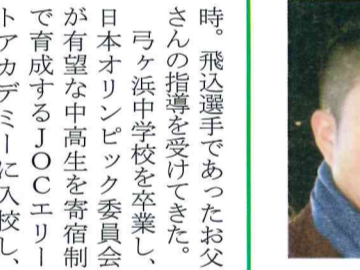 時。飛込選手であったお父
さんの指導を受けてきた。
弓ヶ浜中学校を卒業し、
日本オリンピック委員会
が有望な中高生を寄宿制
で育成するJOCエリー
トアカデミーに入校し、